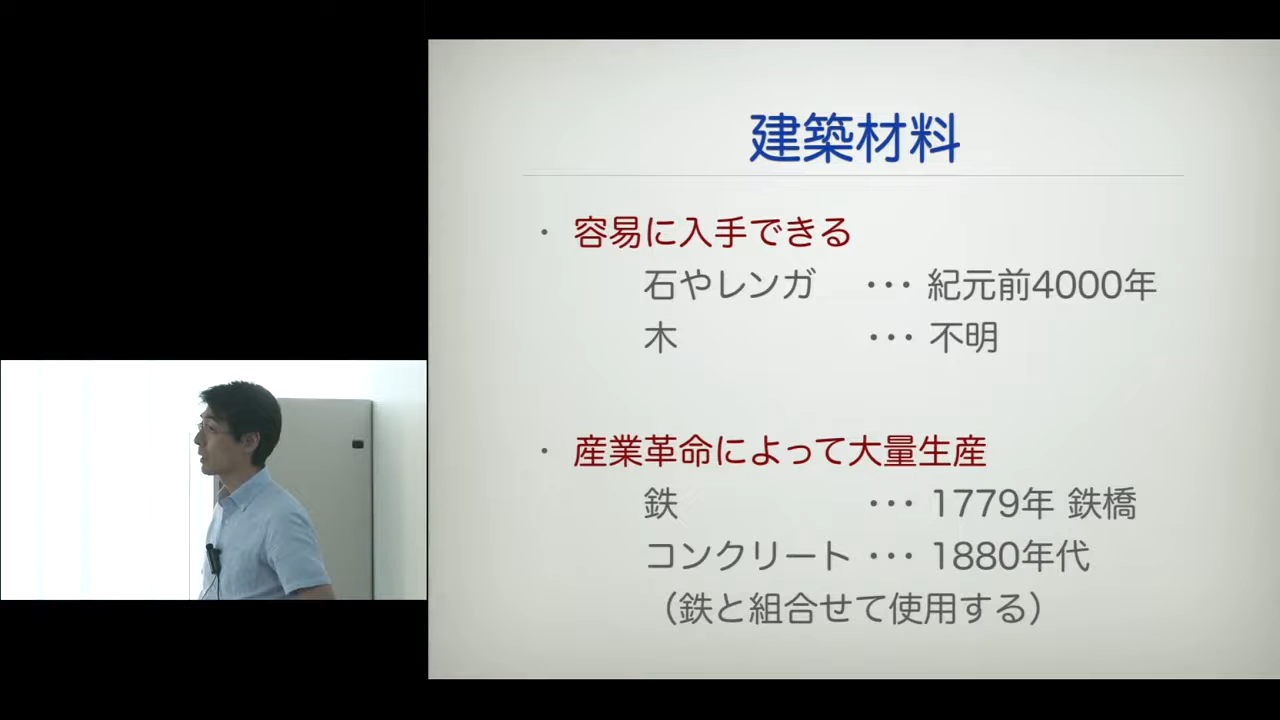 建築材料
・ 容易に入手できる
石やレンガ ・・・ 紀元前4000年
木 ・・・ 不明
・ 産業革命によって大量生産
鉄 ・・・ 1779年 鉄橋
コンクリート ・・・ 1880年代
（鉄と組合せて使用する）